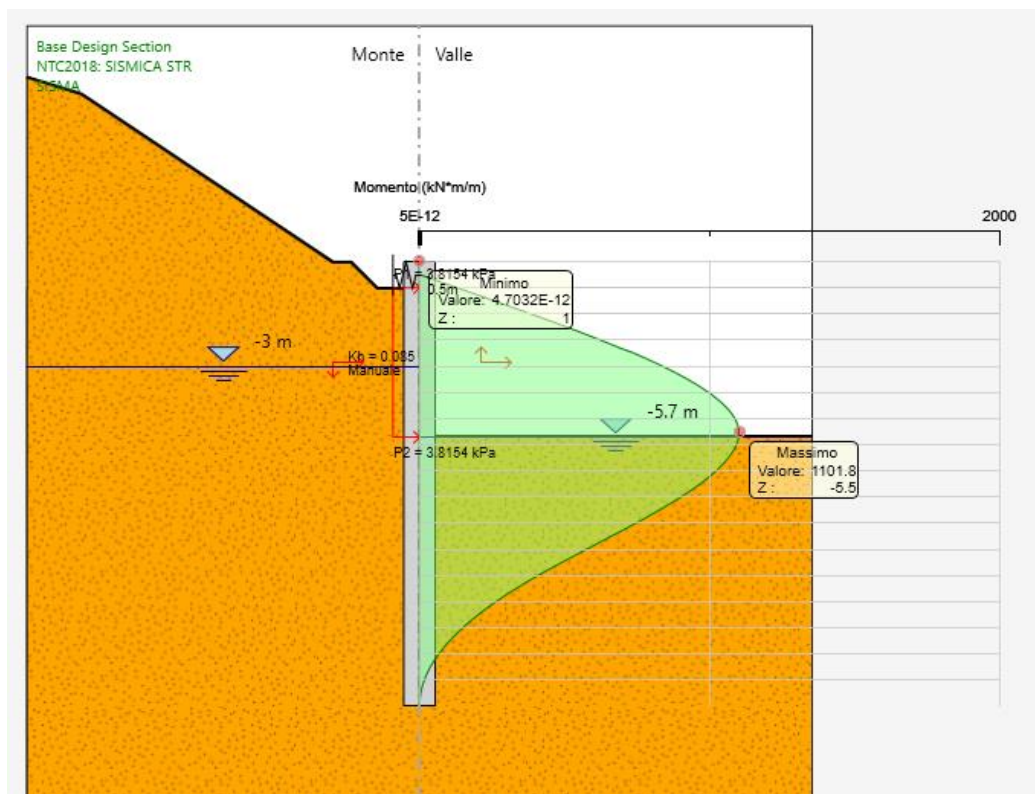 Base Design Section
NTC2018: SISMICA STR
SISMA
Monte
Valle
Momento (kN*m/m)
5E-12
2000
P1 = 3.8154 kPa
0.5m
Minimo
Valore: 4.7032E-12
Z : 1
-3 m
Kh = 0.085
Manuale
-5.7 m
P2 = 3.8154 kPa
Massimo
Valore: 1101.8
Z : -5.5